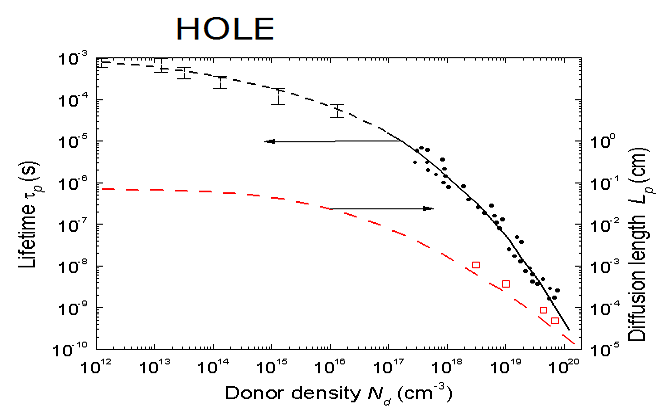 HOLE
Lifetime τp (s)
10⁻³
10⁻⁴
10⁻⁵
10⁻⁶
10⁻⁷
10⁻⁸
10⁻⁹
10⁻¹⁰
10⁰
10⁻¹
10⁻²
10⁻³
10⁻⁴
10⁻⁵
Diffusion length Lp (cm)
10¹² 10¹³ 10¹⁴ 10¹⁵ 10¹⁶ 10¹⁷ 10¹⁸ 10¹⁹ 10²⁰
Donor density Nd (cm⁻³)